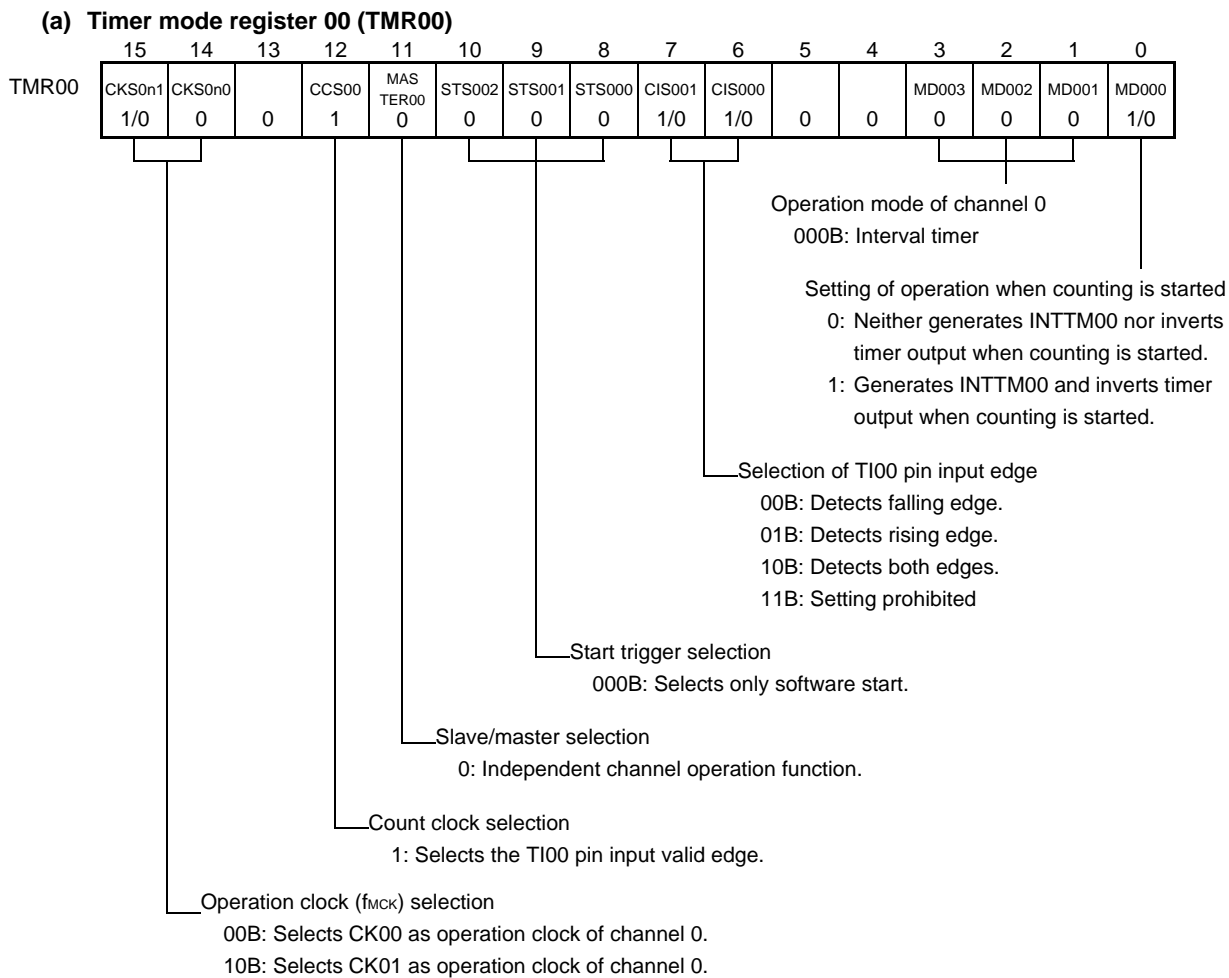 (a) Timer mode register 00 (TMR00)
15 14 13 12 11 10 9 8 7 6 5 4 3 2 1 0
TMR00 CKS0n1 CKS0n0 CCS00 MAS TER00 STS002 STS001 STS000 CIS001 CIS000 MD003 MD002 MD001 MD000
1/0 0 0 1 0 0 0 0 1/0 1/0 0 0 0 0 0 1/0
Operation mode of channel 0
000B: Interval timer
Setting of operation when counting is started
0: Neither generates INTTM00 nor inverts
timer output when counting is started.
1: Generates INTTM00 and inverts timer
output when counting is started.
Selection of TI00 pin input edge
00B: Detects falling edge.
01B: Detects rising edge.
10B: Detects both edges.
11B: Setting prohibited
Start trigger selection
000B: Selects only software start.
Slave/master selection
0: Independent channel operation function.
Count clock selection
1: Selects the TI00 pin input valid edge.
Operation clock (fMCK) selection
00B: Selects CK00 as operation clock of channel 0.
10B: Selects CK01 as operation clock of channel 0.